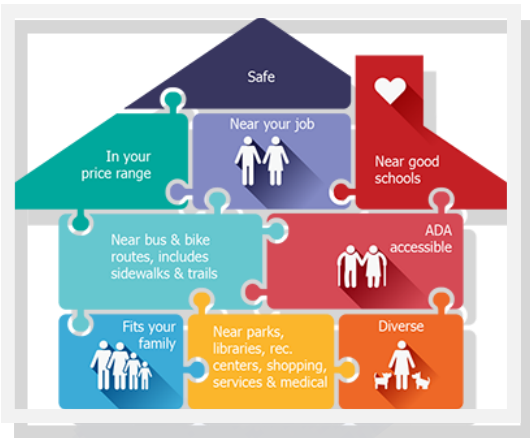 Safe
Near your job
In your
price range
Near good
schools
Near bus & bike
routes, includes
sidewalks & trails
ADA
accessible
Fits your
family
Near parks,
libraries, rec.
centers, shopping,
services & medical
Diverse